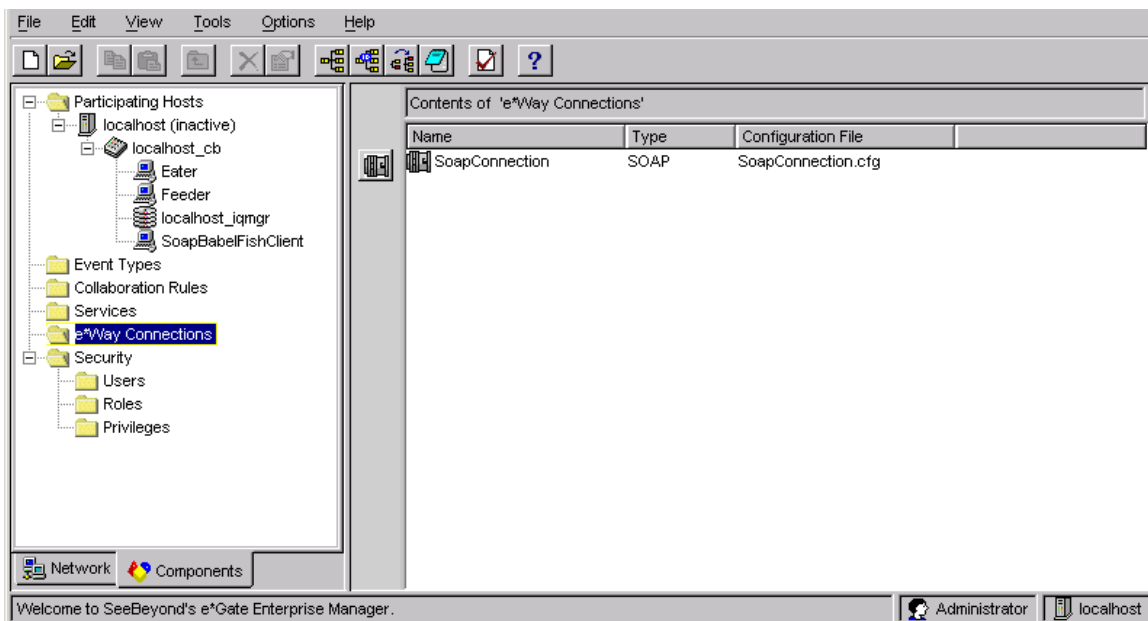 File Edit View Tools Options Help
?
Participating Hosts
localhost (inactive)
localhost_cb
Eater
Feeder
localhost_iqmgr
SoapBabelFishClient
Event Types
Collaboration Rules
Services
e*Way Connections
Security
Users
Roles
Privileges
Network Components
Contents of 'e*Way Connections'
Name Type Configuration File
SoapConnection SOAP SoapConnection.cfg
Welcome to SeeBeyond's e*Gate Enterprise Manager. Administrator localhost